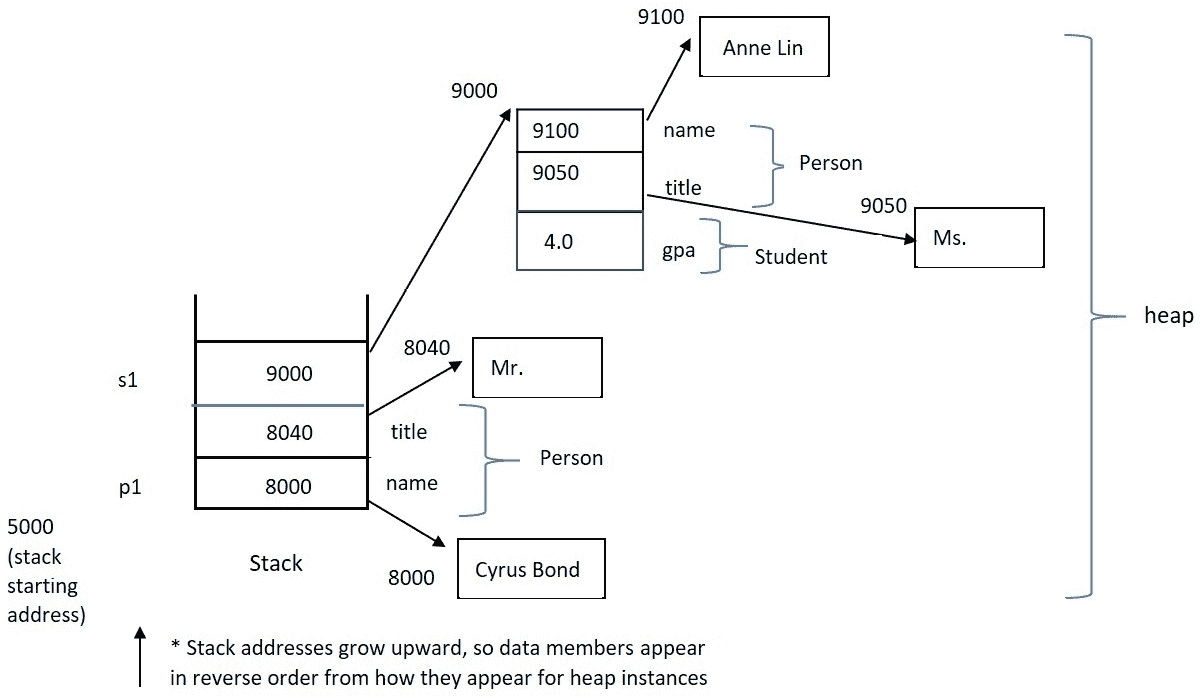 9100
Anne Lin
9000
9100
name
Person
9050
title
9050
Ms.
4.0
gpa
Student
heap
8040
Mr.
s1
9000
8040
title
Person
p1
8000
name
5000
(stack
starting
address)
Stack
8000
Cyrus Bond
* Stack addresses grow upward, so data members appear
in reverse order from how they appear for heap instances